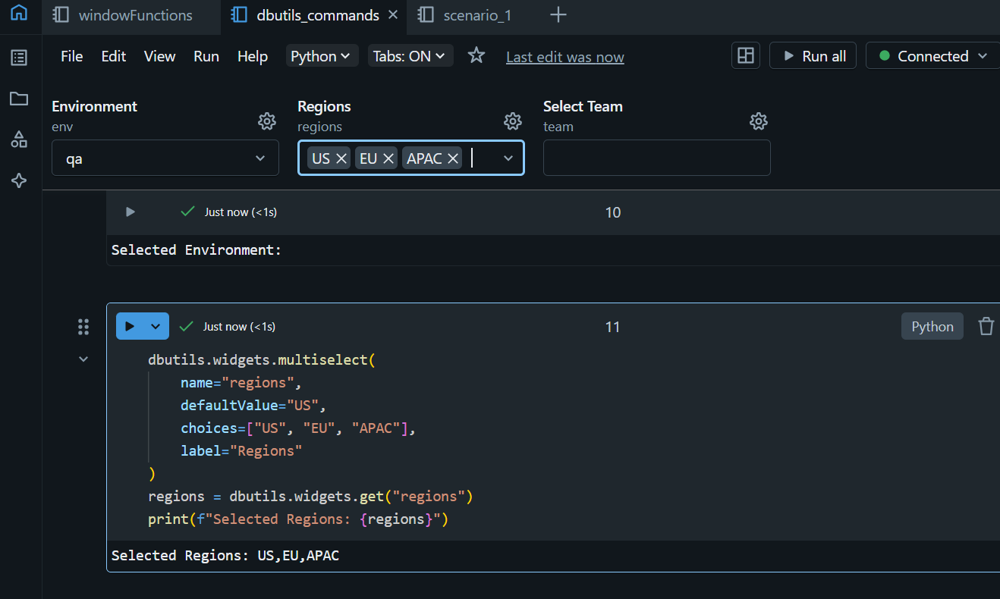 windowFunctions dbutils_commands scenario_1
File Edit View Run Help Python Tabs: ON Last edit was now Run all Connected
Environment Regions Select Team
env regions team
qa US EU APAC
Just now (<1s) 10
Selected Environment:
Just now (<1s) 11 Python
dbutils.widgets.multiselect(
name="regions",
defaultValue="US",
choices=["US", "EU", "APAC"],
label="Regions"
)
regions = dbutils.widgets.get("regions")
print(f"Selected Regions: {regions}")
Selected Regions: US,EU,APAC